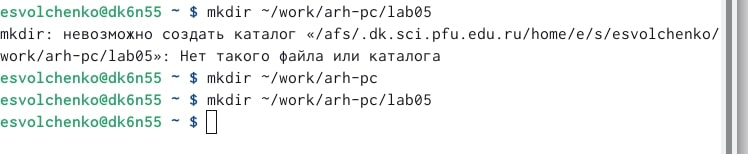 esvolchenko@dk6n55 ~ $ mkdir ~/work/arh-pc/lab05
mkdir: невозможно создать каталог «/afs/.dk.sci.pfu.edu.ru/home/e/s/esvolchenko/
work/arh-pc/lab05»: Нет такого файла или каталога
esvolchenko@dk6n55 ~ $ mkdir ~/work/arh-pc
esvolchenko@dk6n55 ~ $ mkdir ~/work/arh-pc/lab05
esvolchenko@dk6n55 ~ $